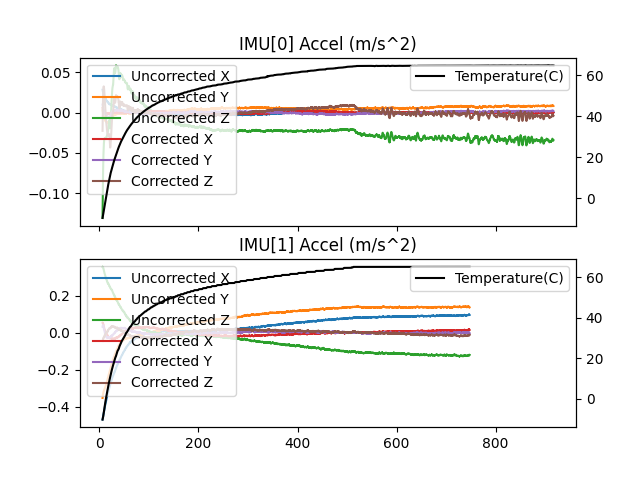 IMU[0] Accel (m/s^2)
0.05
0.00
−0.05
−0.10
Uncorrected X
Uncorrected Y
Uncorrected Z
Corrected X
Corrected Y
Corrected Z
Temperature(C)
60
40
20
0
IMU[1] Accel (m/s^2)
0.2
0.0
−0.2
−0.4
Uncorrected X
Uncorrected Y
Uncorrected Z
Corrected X
Corrected Y
Corrected Z
Temperature(C)
60
40
20
0
0 200 400 600 800